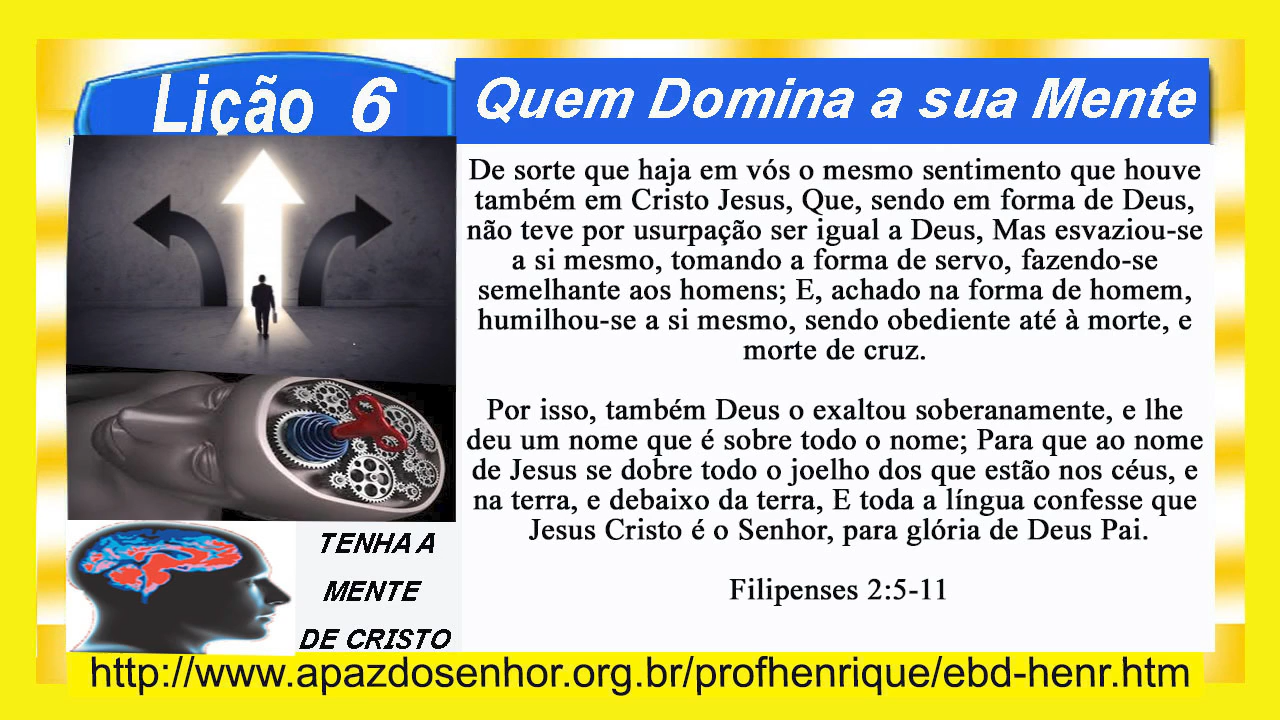 Lição 6
Quem Domina a sua Mente
De sorte que haja em vós o mesmo sentimento que houve
também em Cristo Jesus, Que, sendo em forma de Deus,
não teve por usurpação ser igual a Deus, Mas esvaziou-se
a si mesmo, tomando a forma de servo, fazendo-se
semelhante aos homens; E, achado na forma de homem,
humilhou-se a si mesmo, sendo obediente até à morte, e
morte de cruz.
Por isso, também Deus o exaltou soberanamente, e lhe
deu um nome que é sobre todo o nome; Para que ao nome
de Jesus se dobre todo o joelho dos que estão nos céus, e
na terra, e debaixo da terra, E toda a língua confesse que
Jesus Cristo é o Senhor, para glória de Deus Pai.
Filipenses 2:5-11
TENHA A
MENTE
DE CRISTO
http://www.apazdosenhor.org.br/profhenrique/ebd-henr.htm